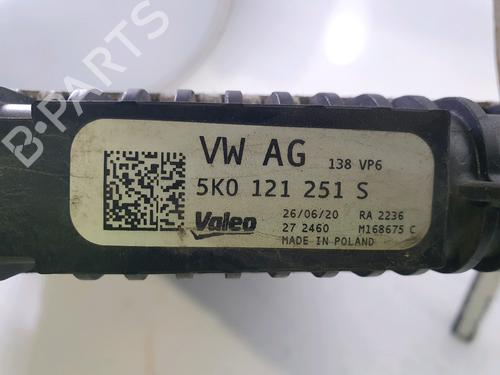 B-PARTS
VW AG 138 VP6
5K0 121 251 S
Valeo 26/06/20 RA 2236
27 2460 M168675 C
MADE IN POLAND